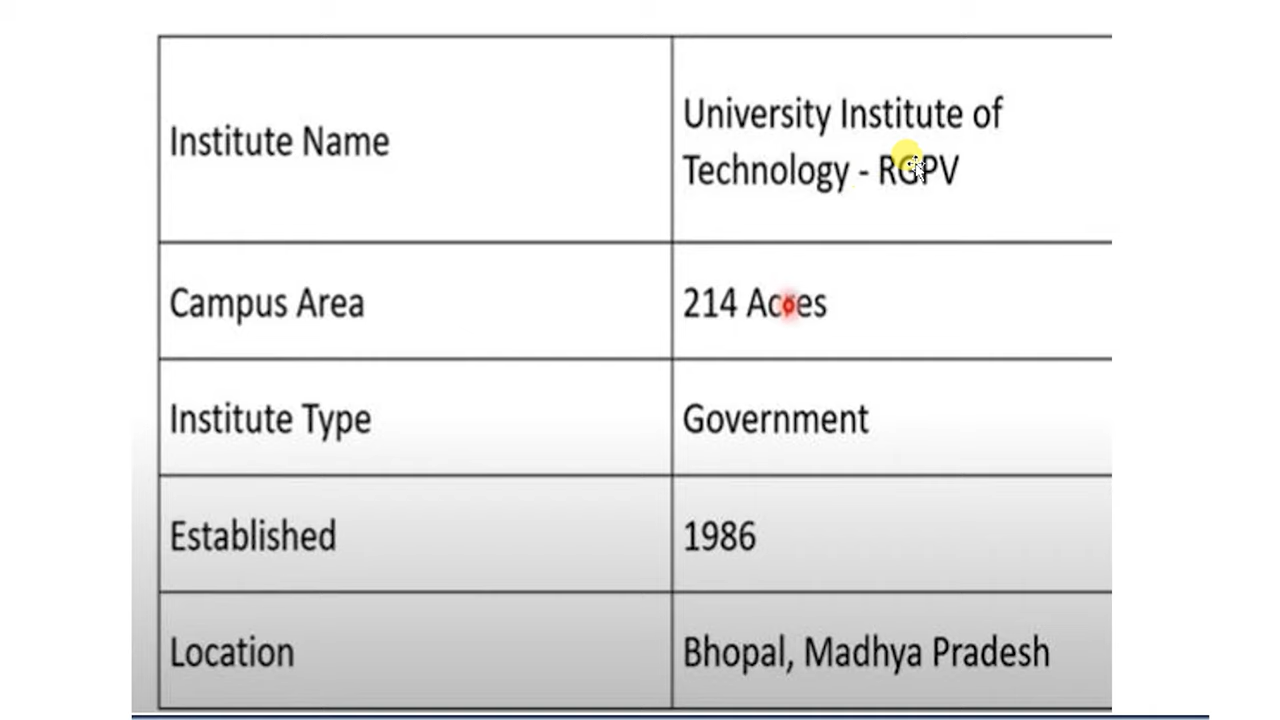 Institute Name
University Institute of
Technology - RGPV
Campus Area
214 Acres
Institute Type
Government
Established
1986
Location
Bhopal, Madhya Pradesh